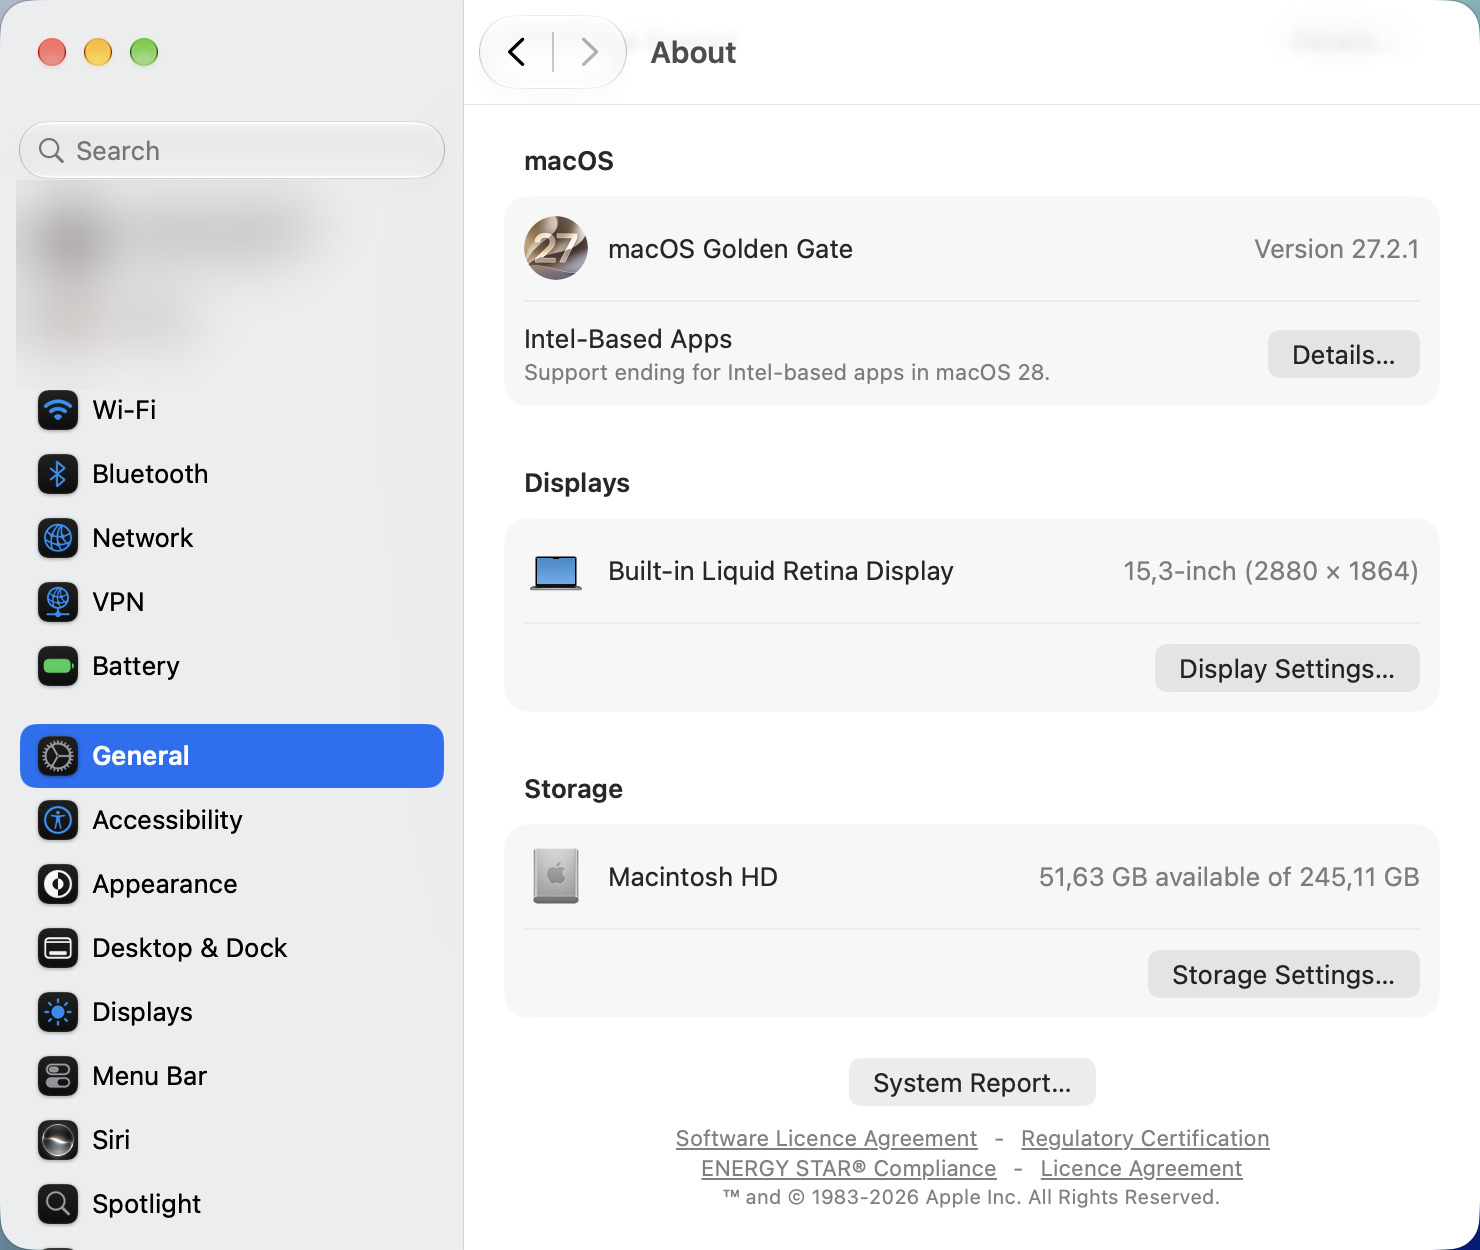 Search
Wi-Fi
Bluetooth
Network
VPN
Battery
General
Accessibility
Appearance
Desktop & Dock
Displays
Menu Bar
Siri
Spotlight
About
macOS
27
macOS Golden Gate
Version 27.2.1
Intel-Based Apps
Support ending for Intel-based apps in macOS 28.
Details...
Displays
Built-in Liquid Retina Display
15,3-inch (2880 × 1864)
Display Settings...
Storage
Macintosh HD
51,63 GB available of 245,11 GB
Storage Settings...
System Report...
Software Licence Agreement - Regulatory Certification
ENERGY STAR® Compliance - Licence Agreement
™ and © 1983-2026 Apple Inc. All Rights Reserved.